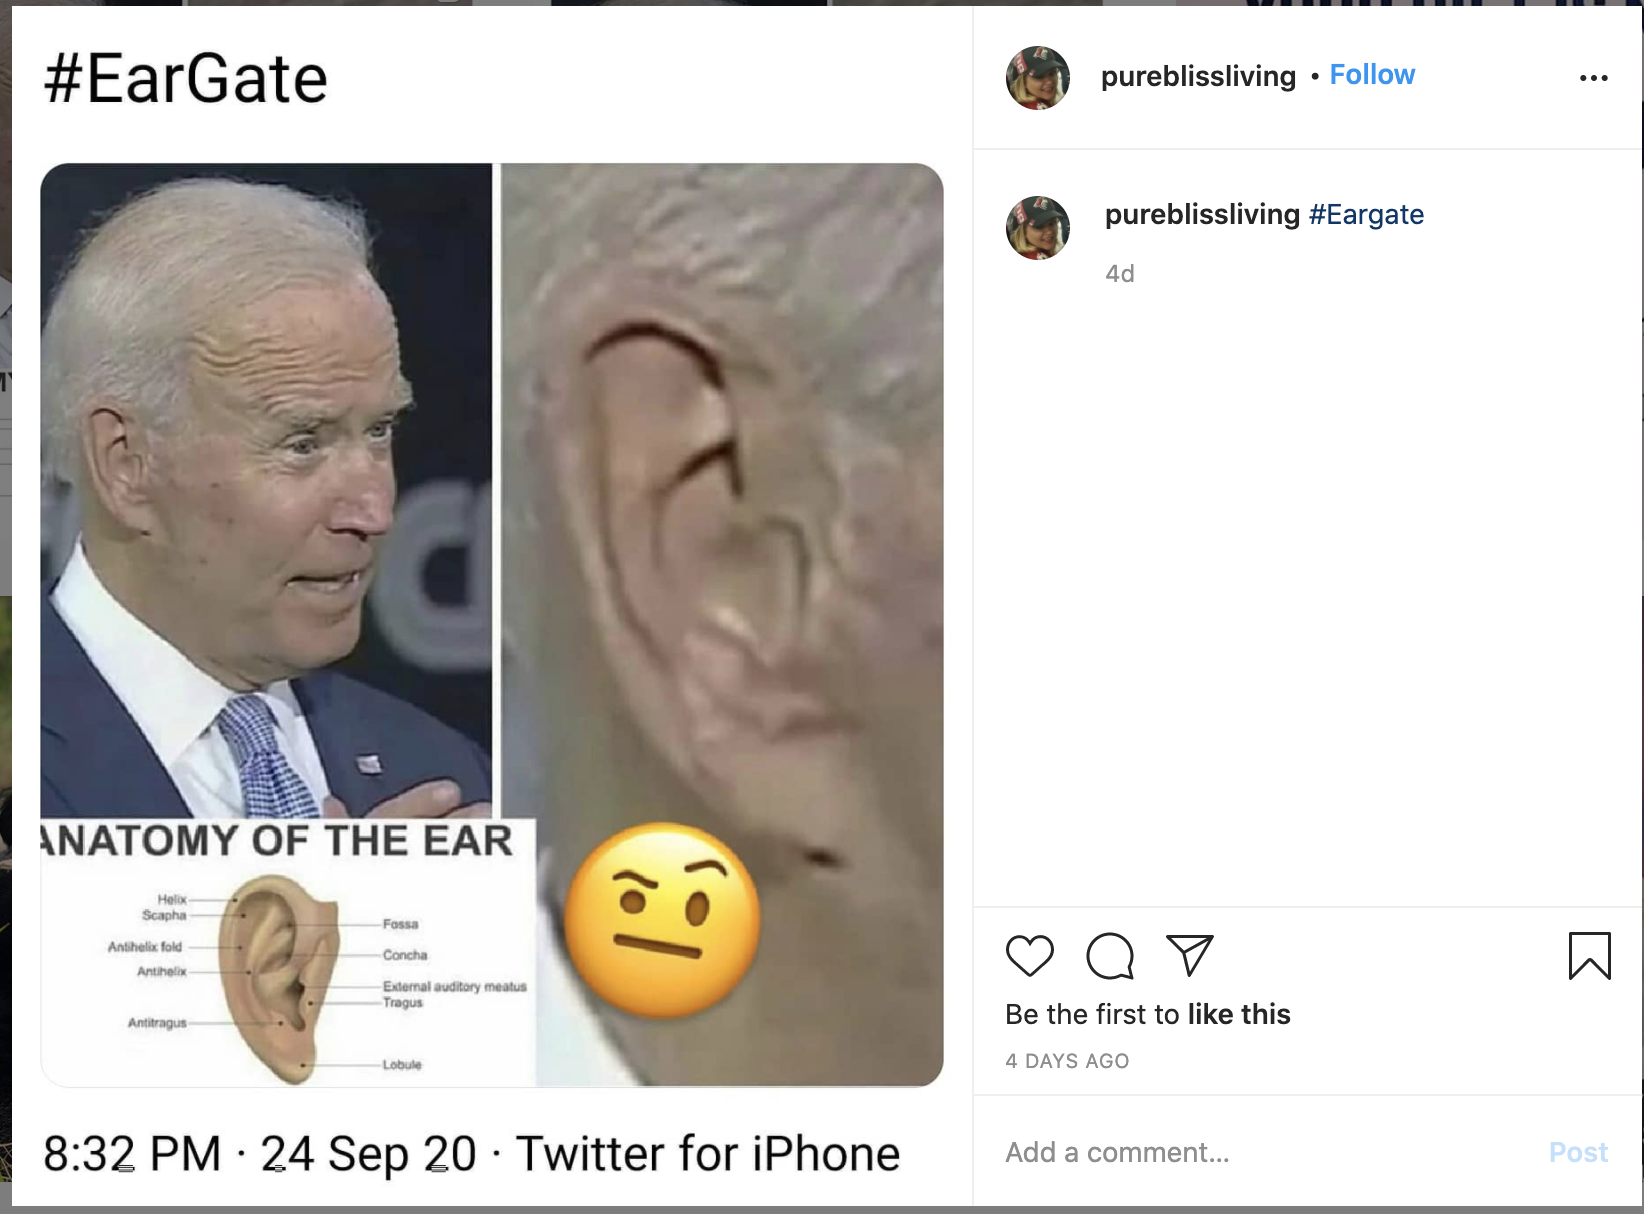 #EarGate
ANATOMY OF THE EAR
Helix
Scapha
Antihelix fold
Antihelix
Antitragus
Fossa
Concha
External auditory meatus
Tragus
Lobule
8:32 PM · 24 Sep 20 · Twitter for iPhone
pureblissliving • Follow
pureblissliving #Eargate
4d
Be the first to like this
4 DAYS AGO
Add a comment... Post